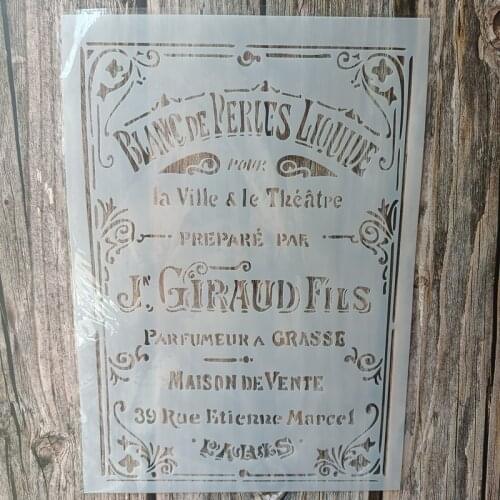 BLANC DE PERLES LIQUIDE
POUR
la Ville & le Théâtre
PREPARÉ PAR
Jn. GIRAUD FILS
PARFUMEUR A GRASSE
MAISON DE VENTE
39 Rue Etienne Marcel
PARIS